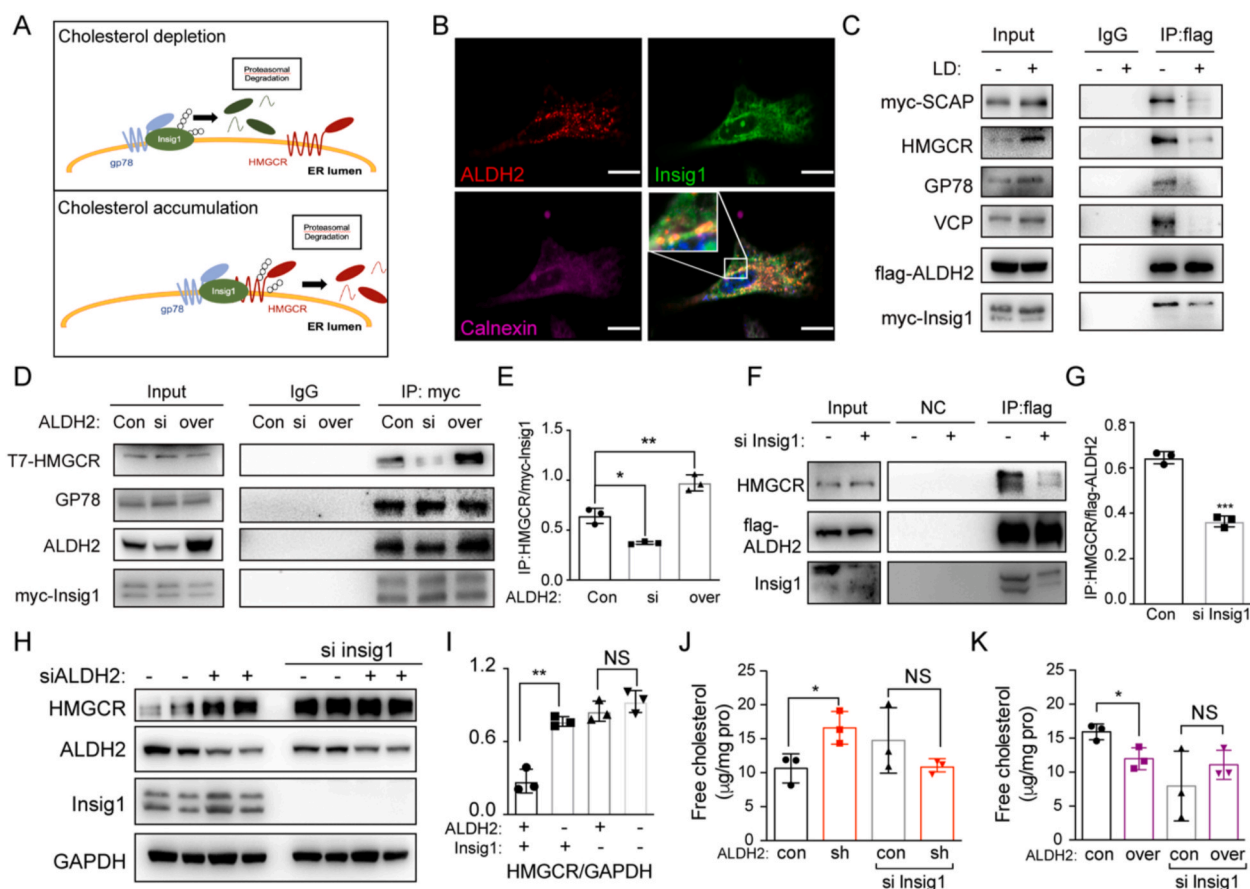 A
Cholesterol depletion
Proteasomal
Degradation
Insig1
gp78
HMGCR
ER lumen
Cholesterol accumulation
Proteasomal
Degradation
Insig1
gp78
HMGCR
ER lumen
B
ALDH2
Insig1
Calnexin
C
Input IgG IP:flag
LD: - + - + - +
myc-SCAP
HMGCR
GP78
VCP
flag-ALDH2
myc-Insig1
D
Input IgG IP: myc
ALDH2: Con si over Con si over Con si over
T7-HMGCR
GP78
ALDH2
myc-Insig1
E
IP:HMGCR/myc-Insig1
1.5
1.0
0.5
0.0
*
**
ALDH2: Con si over
F
Input NC IP:flag
si Insig1: - + - + - +
HMGCR
flag-
ALDH2
Insig1
G
IP:HMGCR/flag-ALDH2
0.8
0.6
0.4
0.2
0.0
***
Con si Insig1
H
si insig1
siALDH2: - - + + - - + +
HMGCR
ALDH2
Insig1
GAPDH
I
1.2
0.6
0.0
** NS
ALDH2: + - + -
Insig1: + + - -
HMGCR/GAPDH
J
Free cholesterol
(μg/mg pro)
25
20
15
10
5
0
* NS
ALDH2: con sh con sh
si Insig1
K
Free cholesterol
(μg/mg pro)
25
20
15
10
5
0
* NS
ALDH2: con over con over
si Insig1